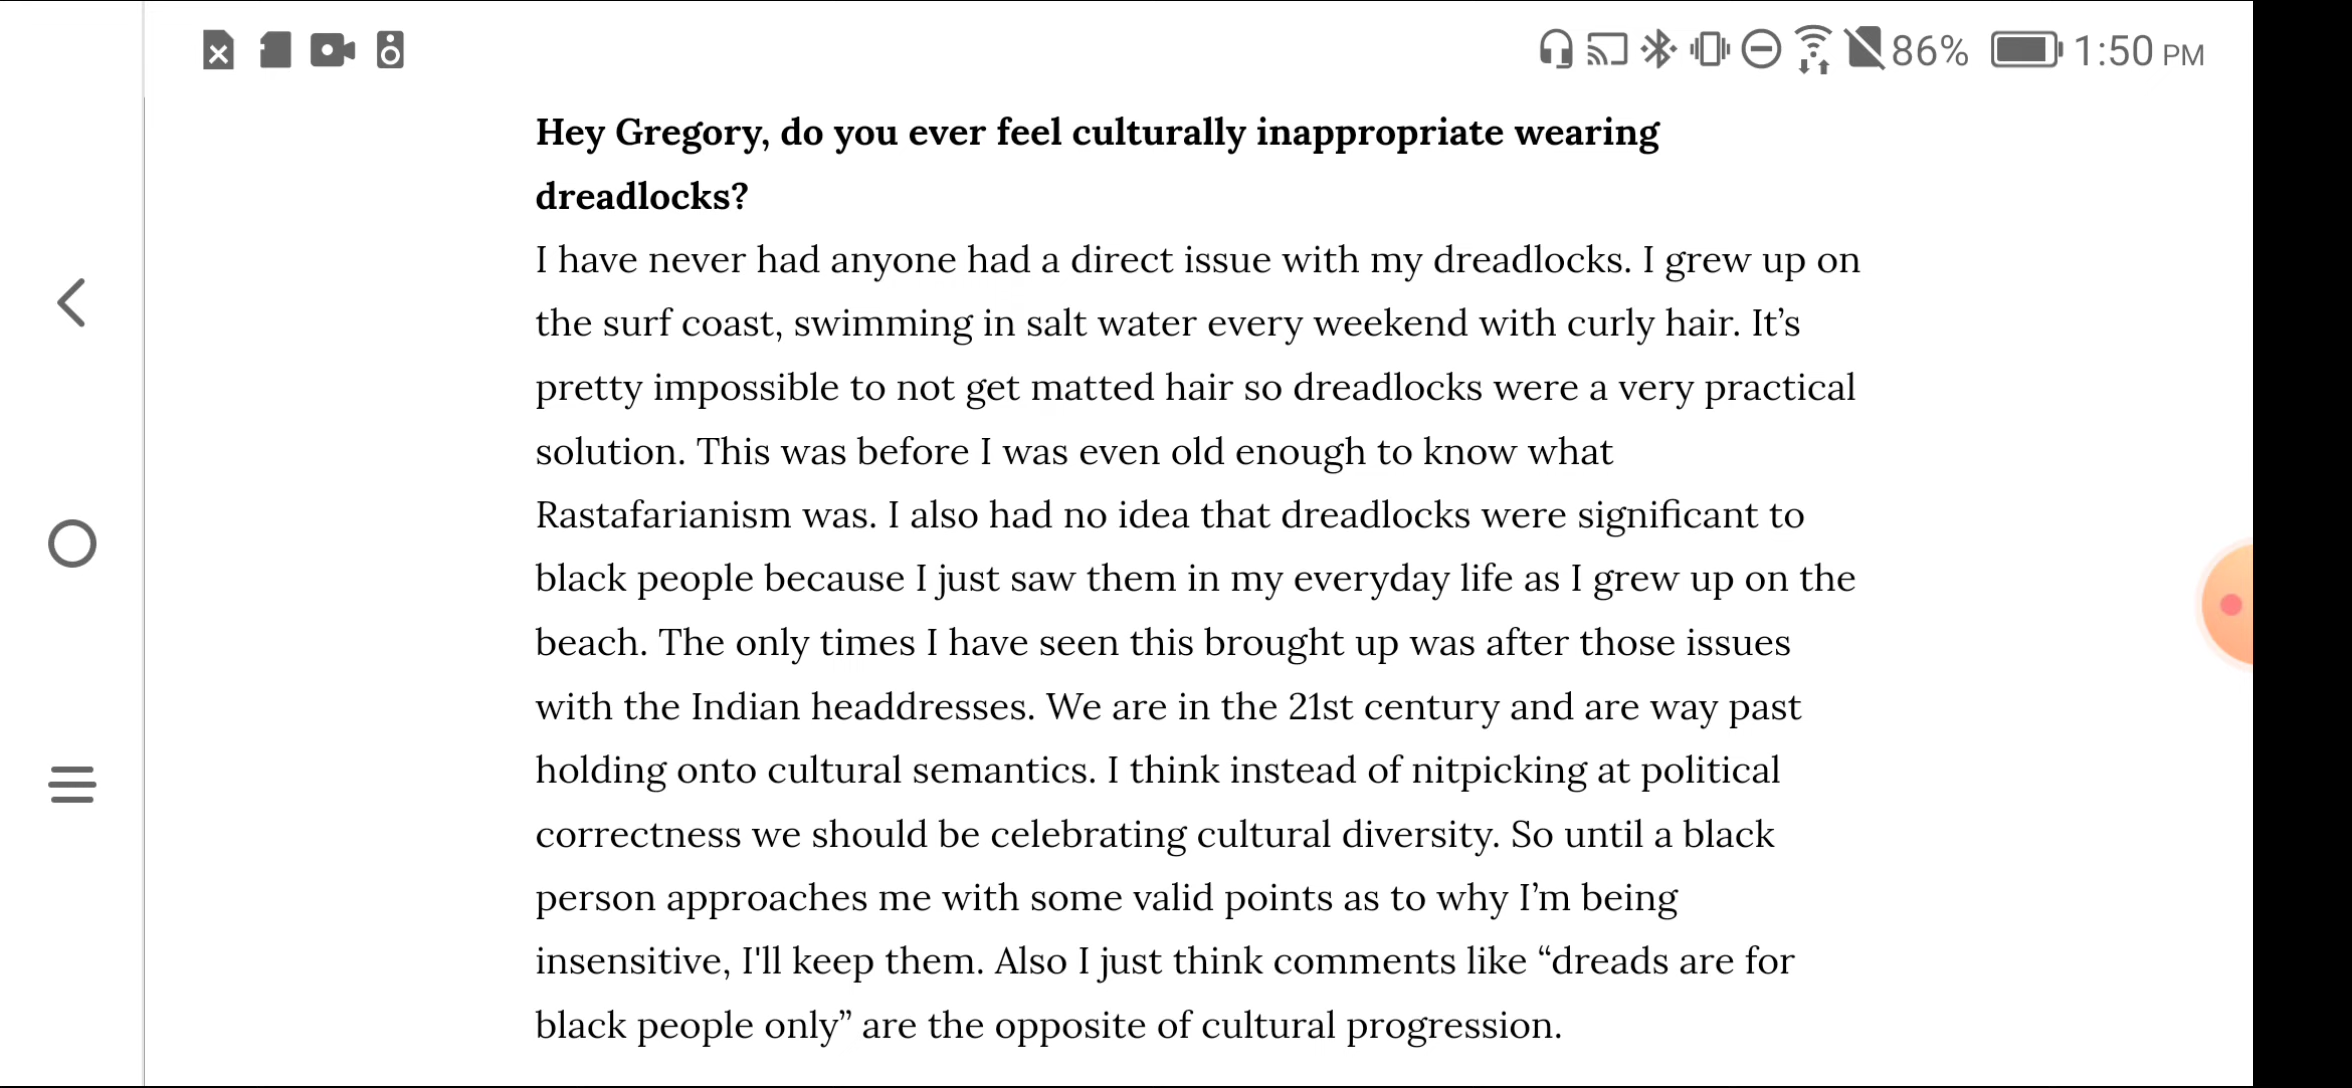 86% 1:50 PM
Hey Gregory, do you ever feel culturally inappropriate wearing
dreadlocks?
I have never had anyone had a direct issue with my dreadlocks. I grew up on
the surf coast, swimming in salt water every weekend with curly hair. It’s
pretty impossible to not get matted hair so dreadlocks were a very practical
solution. This was before I was even old enough to know what
Rastafarianism was. I also had no idea that dreadlocks were significant to
black people because I just saw them in my everyday life as I grew up on the
beach. The only times I have seen this brought up was after those issues
with the Indian headdresses. We are in the 21st century and are way past
holding onto cultural semantics. I think instead of nitpicking at political
correctness we should be celebrating cultural diversity. So until a black
person approaches me with some valid points as to why I’m being
insensitive, I'll keep them. Also I just think comments like “dreads are for
black people only” are the opposite of cultural progression.